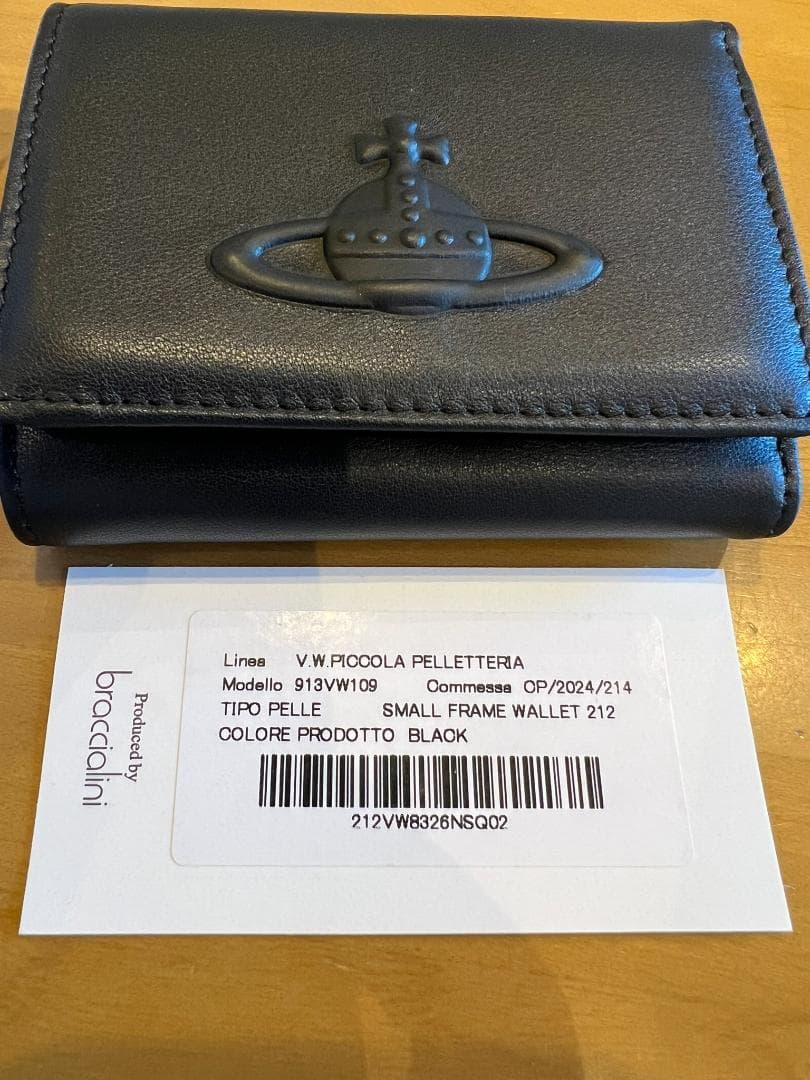 Linea V.W.PICCOLA PELLETTERIA
Modello 913VW109 Commessa OP/2024/214
TIPO PELLE SMALL FRAME WALLET 212
COLORE PRODOTTO BLACK
212VW8326NSQ02
Produced by
braccialini